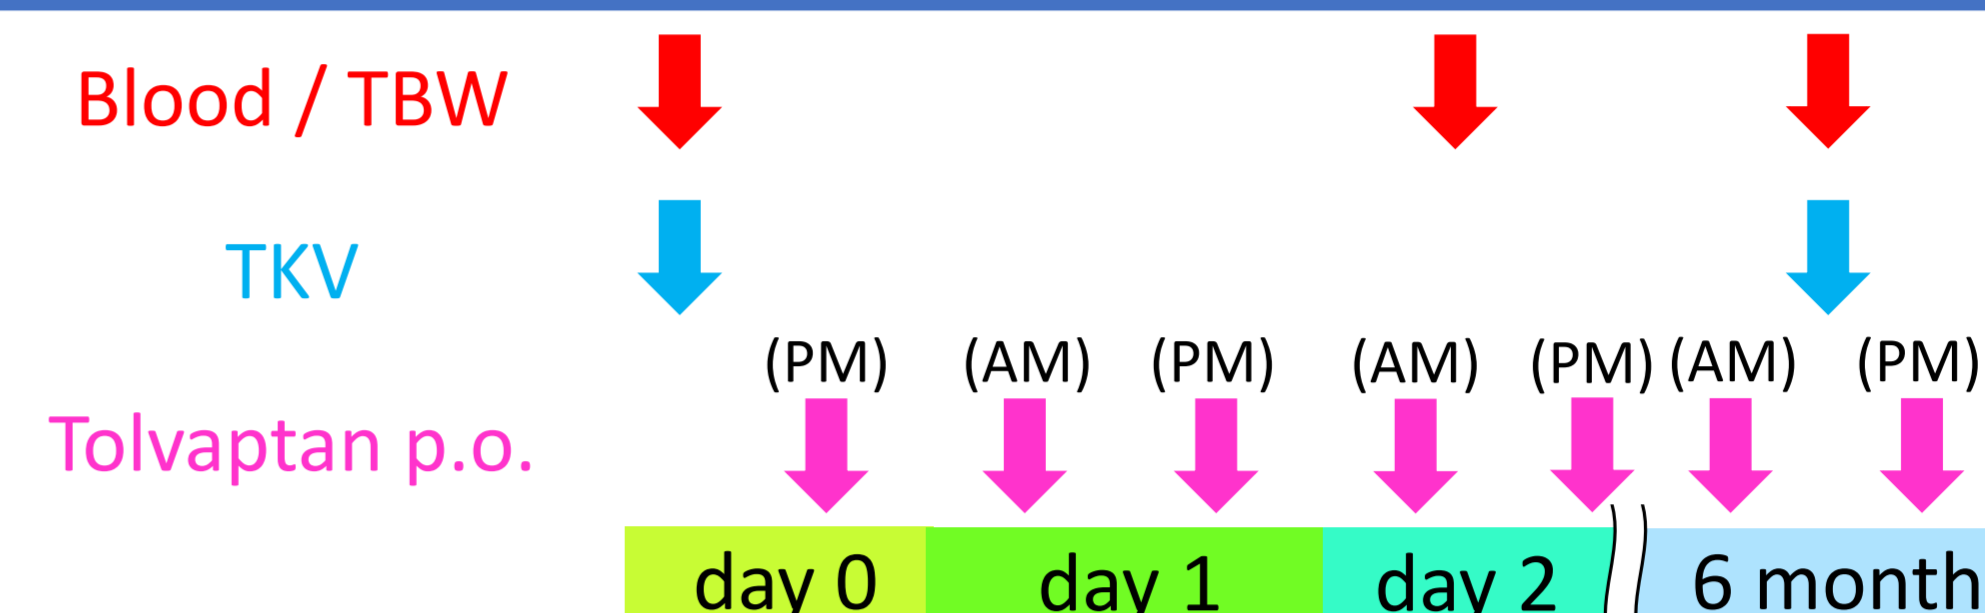 Blood / TBW
TKV
(PM) (AM) (PM) (AM) (PM) (AM) (PM)
Tolvaptan p.o.
day 0 day 1 day 2 6 month